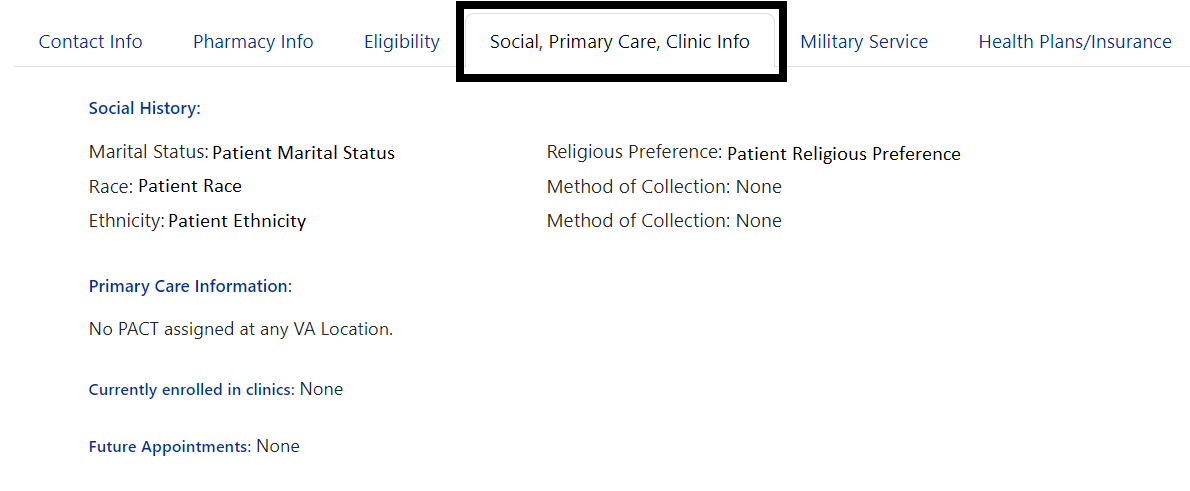 Contact Info Pharmacy Info Eligibility Social, Primary Care, Clinic Info Military Service Health Plans/Insurance
Social History:
Marital Status: Patient Marital Status Religious Preference: Patient Religious Preference
Race: Patient Race Method of Collection: None
Ethnicity: Patient Ethnicity Method of Collection: None
Primary Care Information:
No PACT assigned at any VA Location.
Currently enrolled in clinics: None
Future Appointments: None